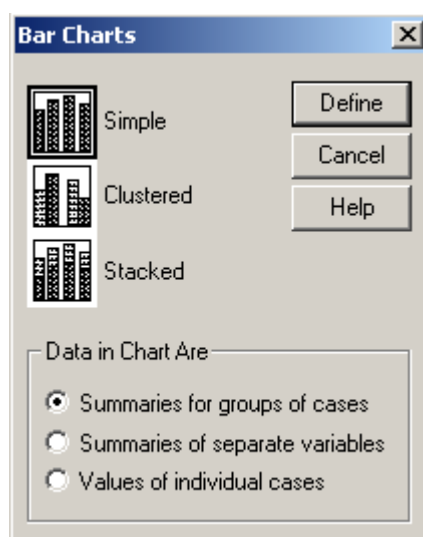 Bar Charts
Simple
Define
Cancel
Clustered
Help
Stacked
Data in Chart Are
Summaries for groups of cases
Summaries of separate variables
Values of individual cases